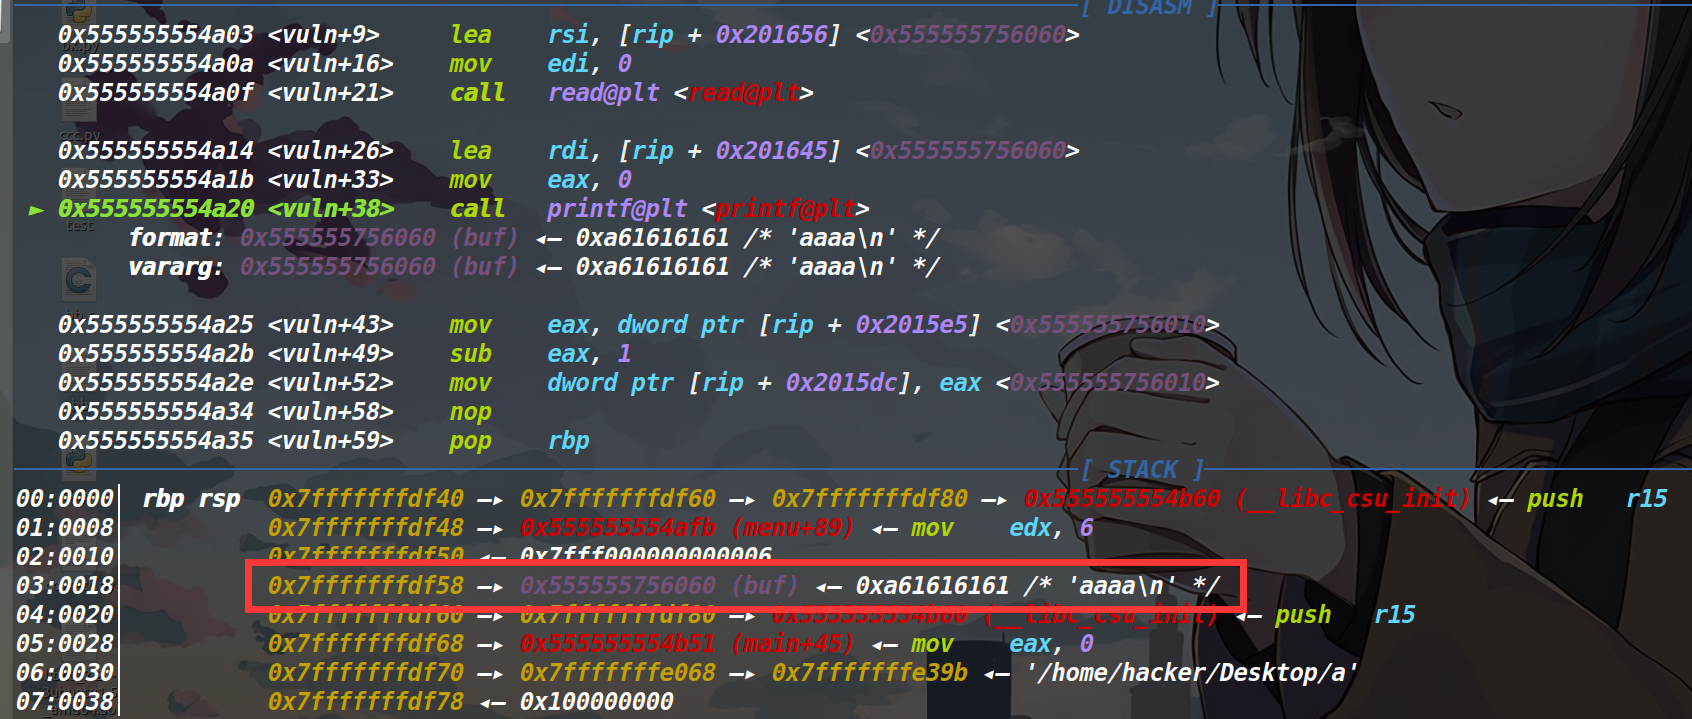 [ DISASM ]
0x555555554a03 <vuln+9> lea rsi, [rip + 0x201656] <0x555555756060>
0x555555554a0a <vuln+16> mov edi, 0
0x555555554a0f <vuln+21> call read@plt <read@plt>
0x555555554a14 <vuln+26> lea rdi, [rip + 0x201645] <0x555555756060>
0x555555554a1b <vuln+33> mov eax, 0
► 0x555555554a20 <vuln+38> call printf@plt <printf@plt>
format: 0x555555756060 (buf) ◂— 0xa61616161 /* 'aaaa\n' */
vararg: 0x555555756060 (buf) ◂— 0xa61616161 /* 'aaaa\n' */
0x555555554a25 <vuln+43> mov eax, dword ptr [rip + 0x2015e5] <0x555555756010>
0x555555554a2b <vuln+49> sub eax, 1
0x555555554a2e <vuln+52> mov dword ptr [rip + 0x2015dc], eax <0x555555756010>
0x555555554a34 <vuln+58> nop
0x555555554a35 <vuln+59> pop rbp
[ STACK ]
00:0000│ rbp rsp 0x7fffffffdf40 —▸ 0x7fffffffdf60 —▸ 0x7fffffffdf80 —▸ 0x555555554b60 (__libc_csu_init) ◂— push r15
01:0008│ 0x7fffffffdf48 —▸ 0x555555554afb (menu+89) ◂— mov edx, 6
02:0010│ 0x7fffffffdf50 ◂— 0x7fff000000000006
03:0018│ 0x7fffffffdf58 —▸ 0x555555756060 (buf) ◂— 0xa61616161 /* 'aaaa\n' */
04:0020│ 0x7fffffffdf60 —▸ 0x7fffffffdf80 —▸ 0x555555554b60 (__libc_csu_init) ◂— push r15
05:0028│ 0x7fffffffdf68 —▸ 0x555555554b51 (main+45) ◂— mov eax, 0
06:0030│ 0x7fffffffdf70 —▸ 0x7fffffffe068 —▸ 0x7fffffffe39b ◂— '/home/hacker/Desktop/a'
07:0038│ 0x7fffffffdf78 ◂— 0x100000000
ccc.py
test